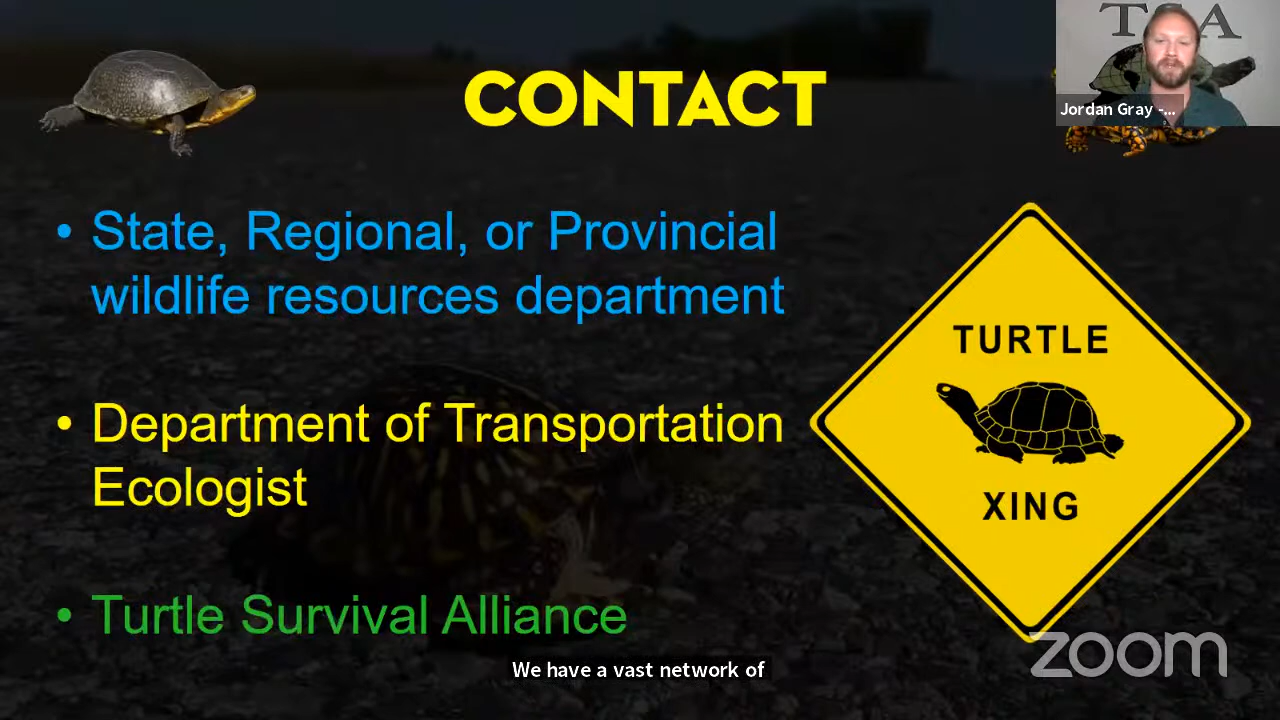 TSA
CONTACT
Jordan Gray -...
• State, Regional, or Provincial
wildlife resources department
• Department of Transportation
Ecologist
• Turtle Survival Alliance
TURTLE
XING
We have a vast network of
zoom